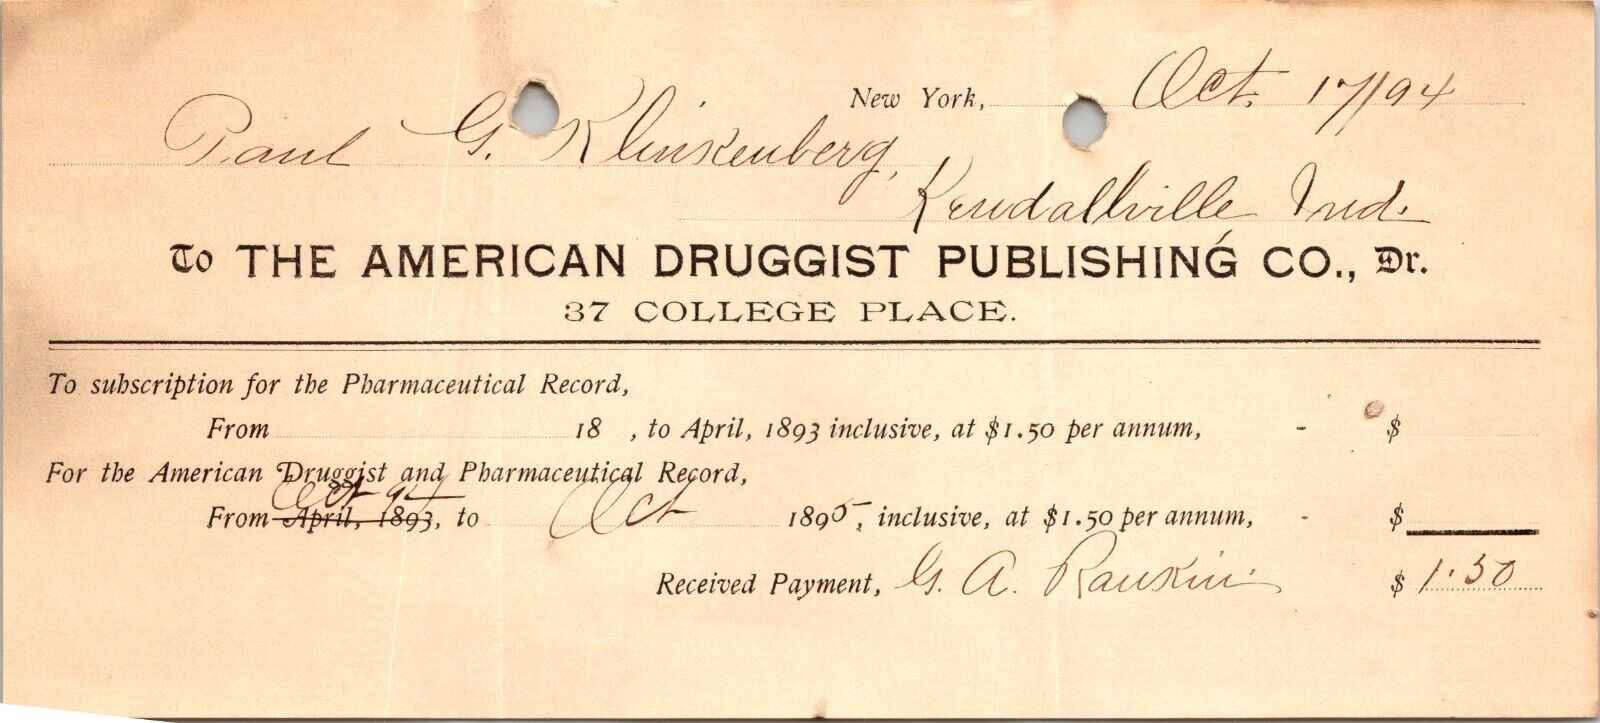 New York, Oct. 17/94
Paul G. Klinkenberg,
Kendallville Ind.
To THE AMERICAN DRUGGIST PUBLISHING CO., Dr.
37 COLLEGE PLACE.
To subscription for the Pharmaceutical Record,
From 18 , to April, 1893 inclusive, at $1.50 per annum, - $
For the American Druggist and Pharmaceutical Record,
Oct 94
From April, 1893, to Oct 1895, inclusive, at $1.50 per annum, - $
Received Payment, G. A. Rankin $ 1.50